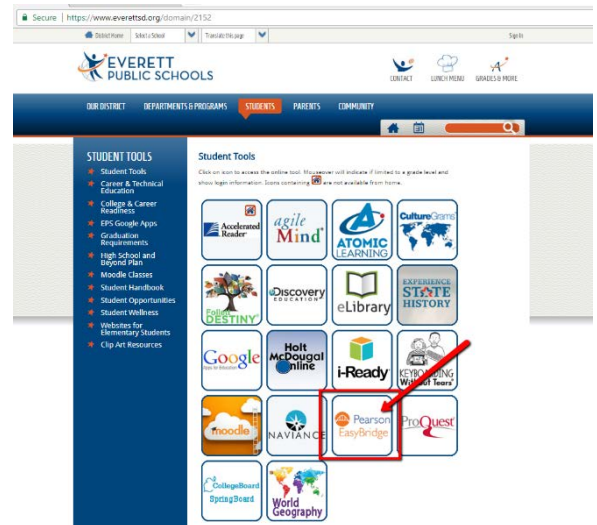 Secure | https://www.everettsd.org/domain/2152
District Home Select a School Translate this page Sign In
EVERETT
PUBLIC SCHOOLS
CONTACT LUNCH MENU GRADES & MORE
OUR DISTRICT DEPARTMENTS & PROGRAMS STUDENTS PARENTS COMMUNITY
STUDENT TOOLS
Student Tools
Career & Technical
Education
College & Career
Readiness
EPS Google Apps
Graduation
Requirements
High School and
Beyond Plan
Moodle Classes
Student Handbook
Student Opportunities
Student Wellness
Websites for
Elementary Students
Clip Art Resources
Student Tools
Click on icon to access the online tool. Mouseover will indicate if limited to a grade level and
show login information. Icons containing are not available from home.
Accelerated
Reader
agile
Mind
ATOMIC
LEARNING
CultureGrams
Follett
DESTINY
Discovery
EDUCATION
eLibrary
EXPERIENCE
STATE
HISTORY
Google
Apps for Education
Holt
McDougal
Online
i-Ready
KEYBOARDING
Without Tears
moodle
NAVIANCE
Pearson
EasyBridge
ProQuest
CollegeBoard
SpringBoard
World
Geography